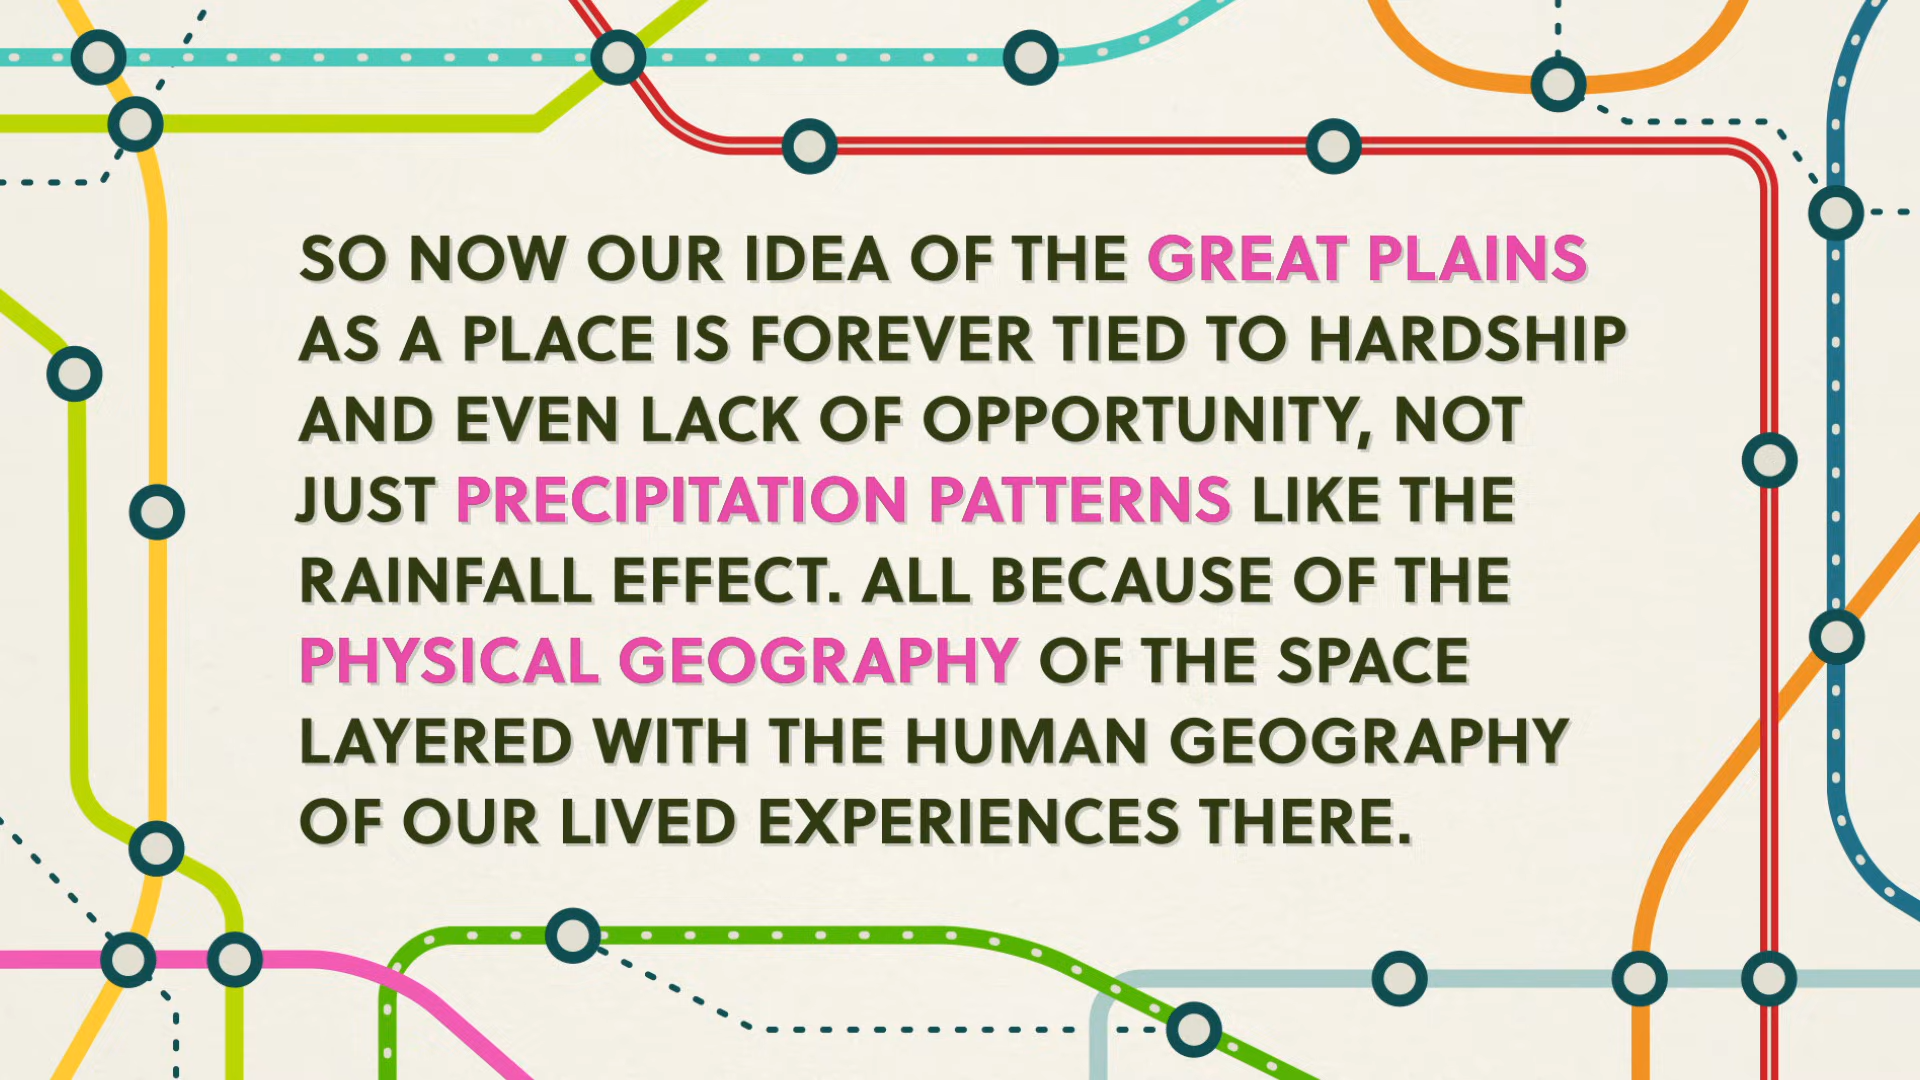 SO NOW OUR IDEA OF THE GREAT PLAINS
AS A PLACE IS FOREVER TIED TO HARDSHIP
AND EVEN LACK OF OPPORTUNITY, NOT
JUST PRECIPITATION PATTERNS LIKE THE
RAINFALL EFFECT. ALL BECAUSE OF THE
PHYSICAL GEOGRAPHY OF THE SPACE
LAYERED WITH THE HUMAN GEOGRAPHY
OF OUR LIVED EXPERIENCES THERE.